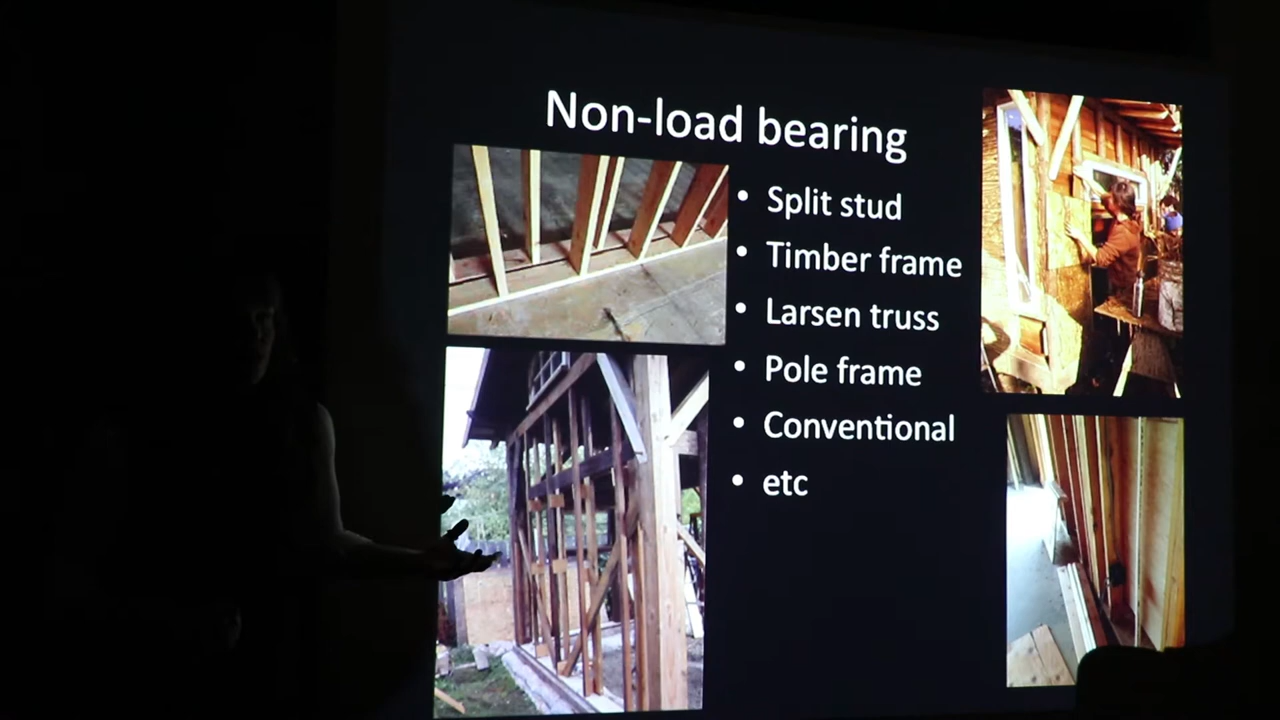 Non-load bearing
• Split stud
• Timber frame
• Larsen truss
• Pole frame
• Conventional
• etc